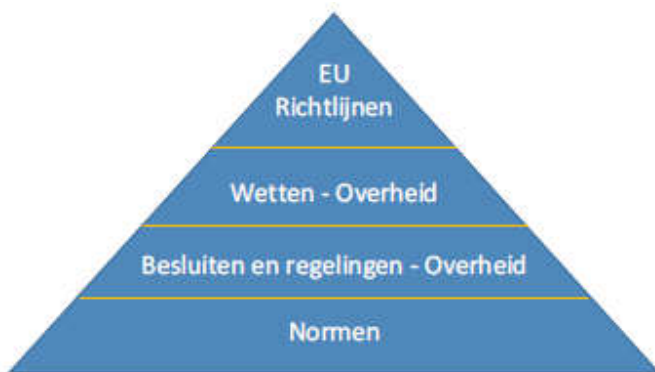 EU
Richtlijnen
Wetten - Overheid
Besluiten en regelingen - Overheid
Normen